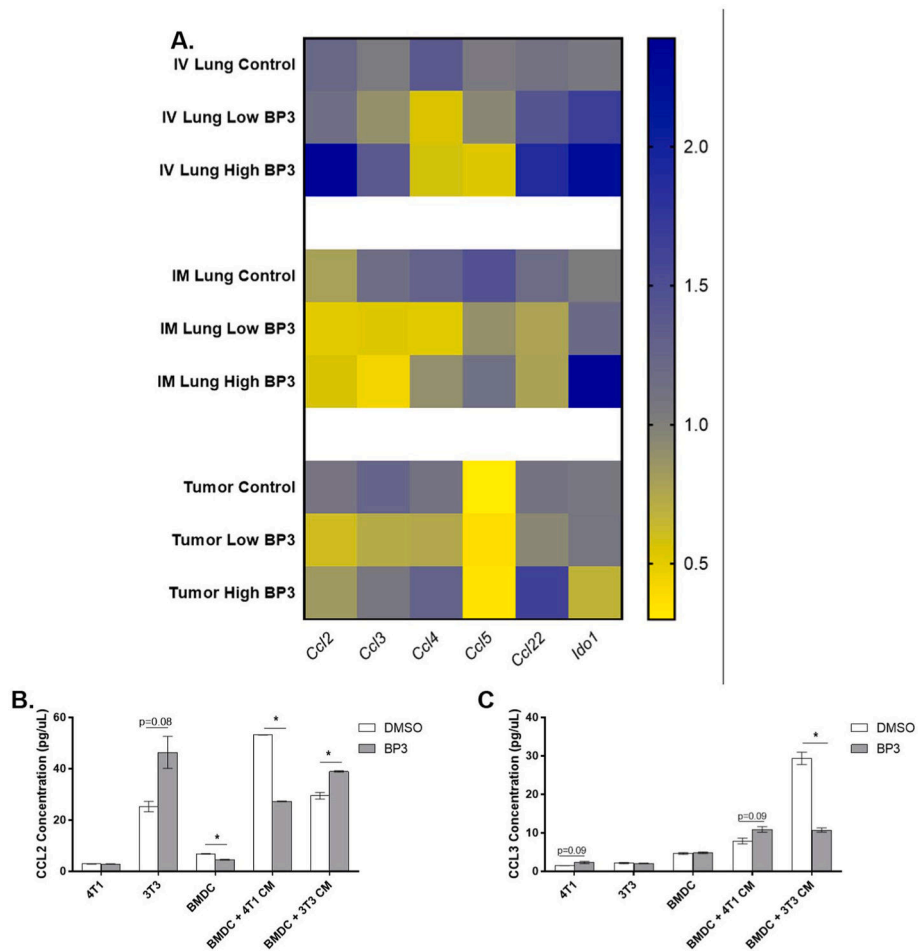 A.
IV Lung Control
IV Lung Low BP3
IV Lung High BP3
IM Lung Control
IM Lung Low BP3
IM Lung High BP3
Tumor Control
Tumor Low BP3
Tumor High BP3
Ccl2
Ccl3
Ccl4
Ccl5
Ccl22
Ido1
2.0
1.5
1.0
0.5
B.
CCL2 Concentration (pg/uL)
60
40
20
0
p=0.08
*
*
*
DMSO
BP3
4T1
3T3
BMDC
BMDC + 4T1 CM
BMDC + 3T3 CM
C.
CCL3 Concentration (pg/uL)
40
30
20
10
0
p=0.09
p=0.09
*
DMSO
BP3
4T1
3T3
BMDC
BMDC + 4T1 CM
BMDC + 3T3 CM